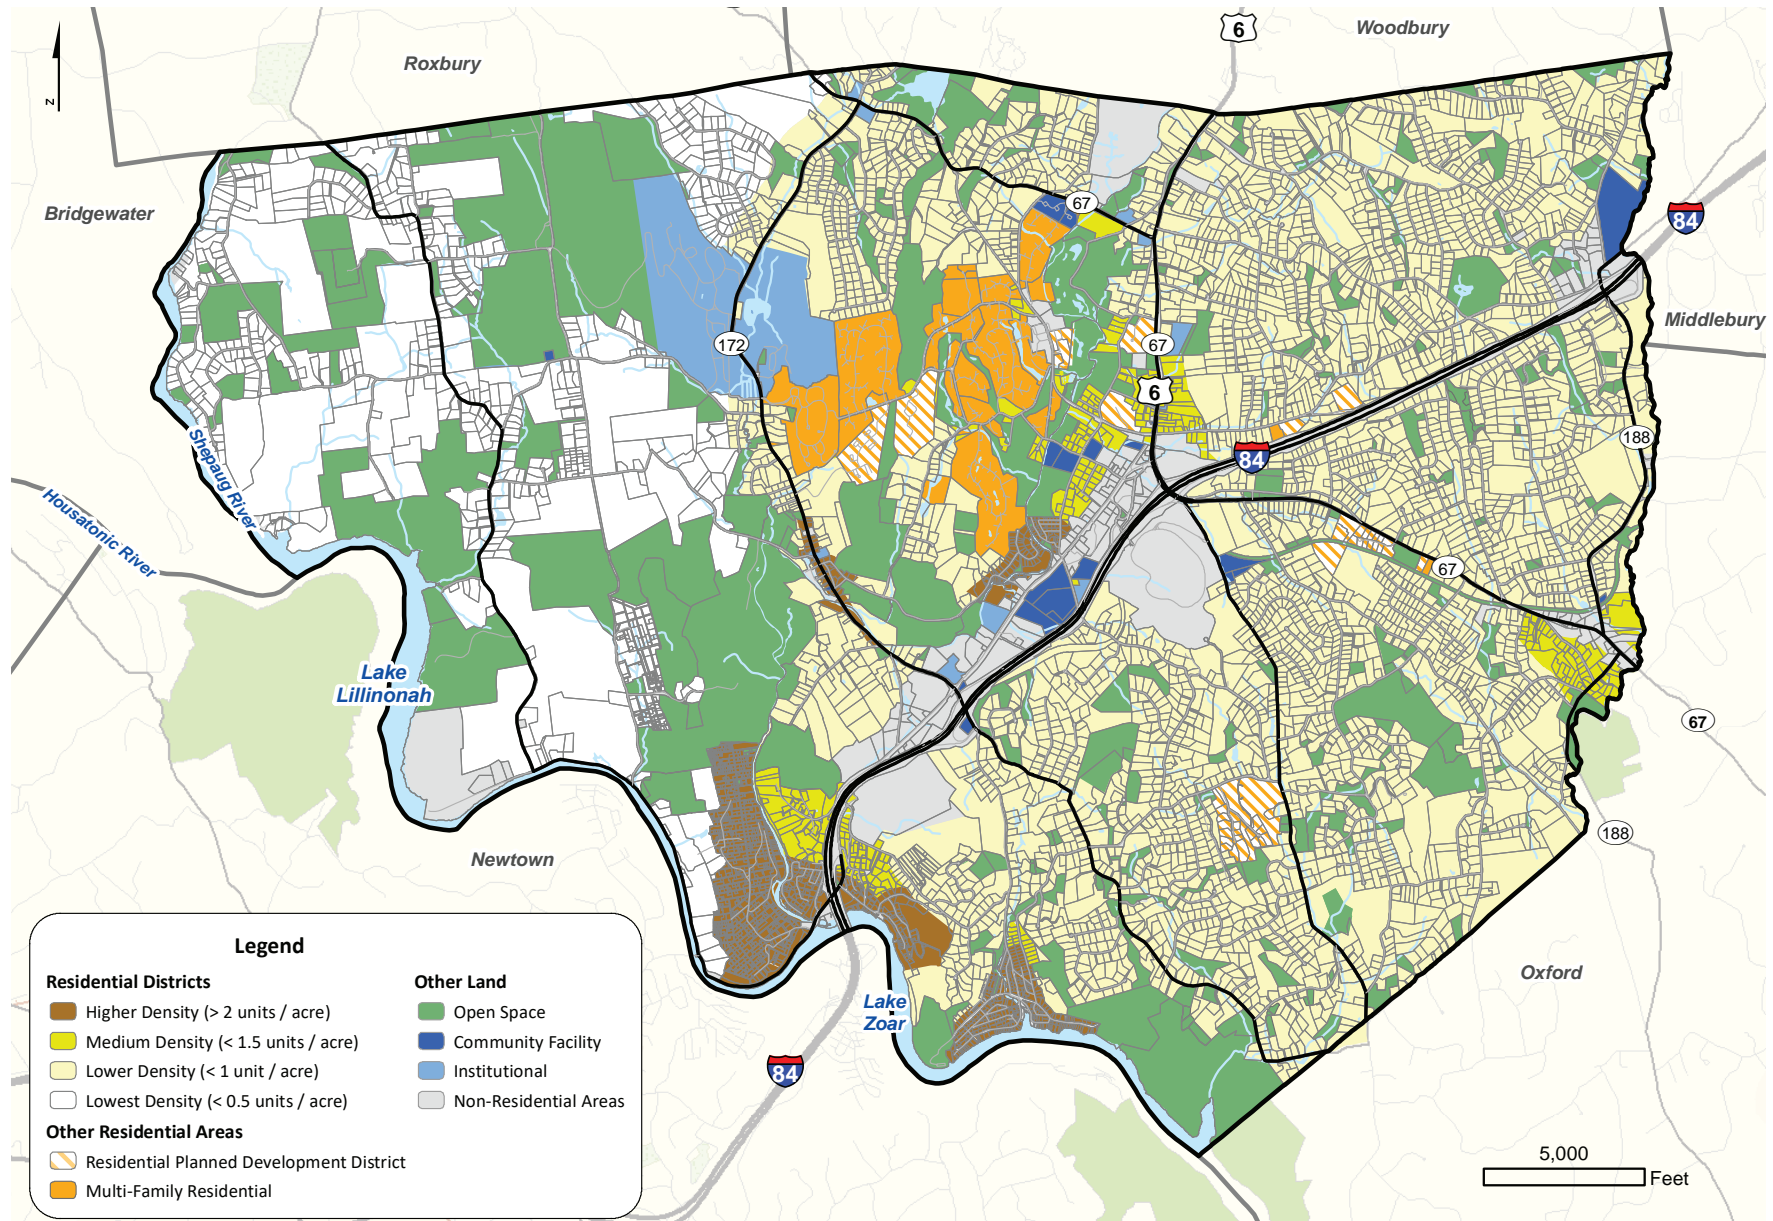 Woodbury
6
Roxbury
N
Bridgewater
67
84
Middlebury
172
67
6
188
84
Shepaug River
Housatonic River
67
Lake
Lillinonah
67
188
Newtown
Oxford
Lake
Zoar
84
Legend
Residential Districts
Higher Density (> 2 units / acre)
Medium Density (< 1.5 units / acre)
Lower Density (< 1 unit / acre)
Lowest Density (< 0.5 units / acre)
Other Residential Areas
Residential Planned Development District
Multi-Family Residential
Other Land
Open Space
Community Facility
Institutional
Non-Residential Areas
5,000
Feet